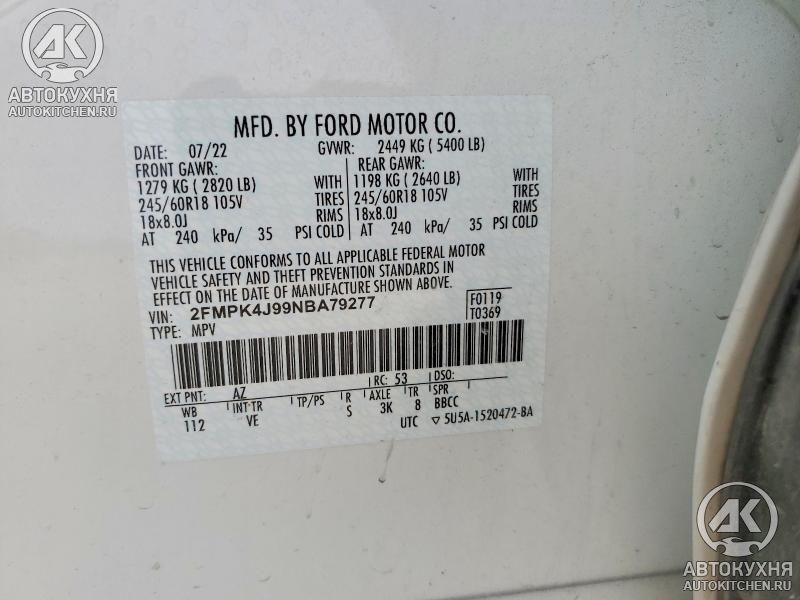 АК
АВТОКУХНЯ
AUTOKITCHEN.RU
MFD. BY FORD MOTOR CO.
DATE: 07/22 GVWR: 2449 KG ( 5400 LB)
FRONT GAWR: REAR GAWR:
1279 KG ( 2820 LB) WITH 1198 KG ( 2640 LB) WITH
245/60R18 105V TIRES 245/60R18 105V TIRES
18x8.0J RIMS 18x8.0J RIMS
AT 240 kPa/ 35 PSI COLD AT 240 kPa/ 35 PSI COLD
THIS VEHICLE CONFORMS TO ALL APPLICABLE FEDERAL MOTOR
VEHICLE SAFETY AND THEFT PREVENTION STANDARDS IN
EFFECT ON THE DATE OF MANUFACTURE SHOWN ABOVE.
VIN: 2FMPK4J99NBA79277 F0119
TYPE: MPV T0369
EXT PNT: AZ RC: 53 DSO:
WB INT TR TP/PS R AXLE TR SPR
112 VE S 3K 8 BBCC
UTC ▽ 5U5A-1520472-BA
АК
АВТОКУХНЯ
AUTOKITCHEN.RU